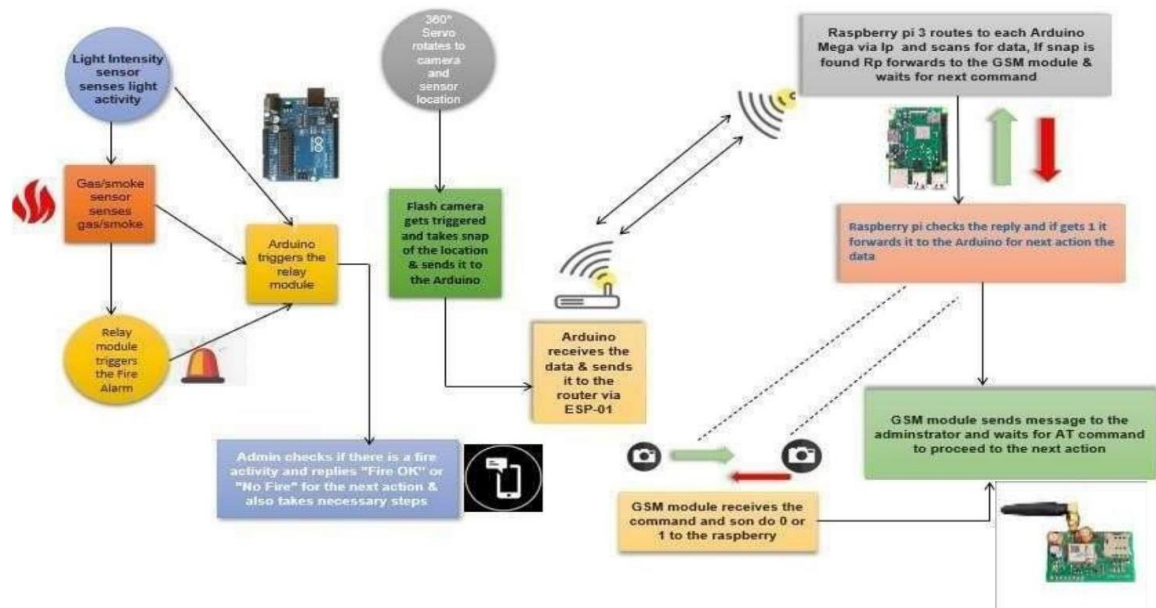 Light Intensity
sensor
senses light
activity
Gas/smoke
sensor
senses
gas/smoke
Relay
module
triggers
the Fire
Alarm
Arduino
triggers the
relay
module
360°
Servo
rotates to
camera
and
sensor
location
Flash camera
gets triggered
and takes snap
of the location
& sends it to
the Arduino
Arduino
receives the
data & sends
it to the
router via
ESP-01
Admin checks if there is a fire
activity and replies "Fire OK" or
"No Fire" for the next action &
also takes necessary steps
Raspberry pi 3 routes to each Arduino
Mega via Ip and scans for data, If snap is
found Rp forwards to the GSM module &
waits for next command
Raspberry pi checks the reply and if gets 1 it
forwards it to the Arduino for next action the
data
GSM module sends message to the
adminstrator and waits for AT command
to proceed to the next action
GSM module receives the
command and son do 0 or
1 to the raspberry